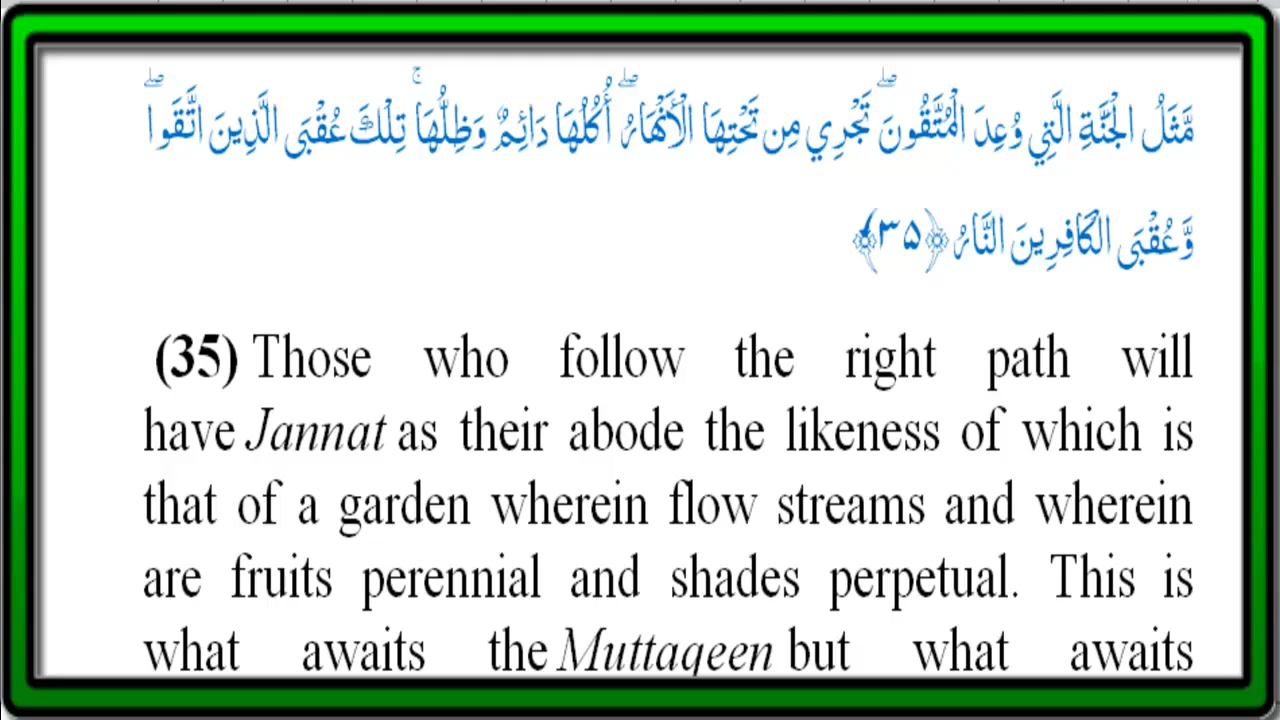 مَّثَلُ الْجَنَّةِ الَّتِي وُعِدَ الْمُتَّقُونَ ۖ تَجْرِي مِن تَحْتِهَا الْأَنْهَارُ ۖ أُكُلُهَا دَائِمٌ وَظِلُّهَا ۚ تِلْكَ عُقْبَى الَّذِينَ اتَّقَوا ۖ
وَّعُقْبَى الْكَافِرِينَ النَّارُ ﴿۳۵﴾
(35) Those who follow the right path will
have Jannat as their abode the likeness of which is
that of a garden wherein flow streams and wherein
are fruits perennial and shades perpetual. This is
what awaits the Muttaqeen but what awaits